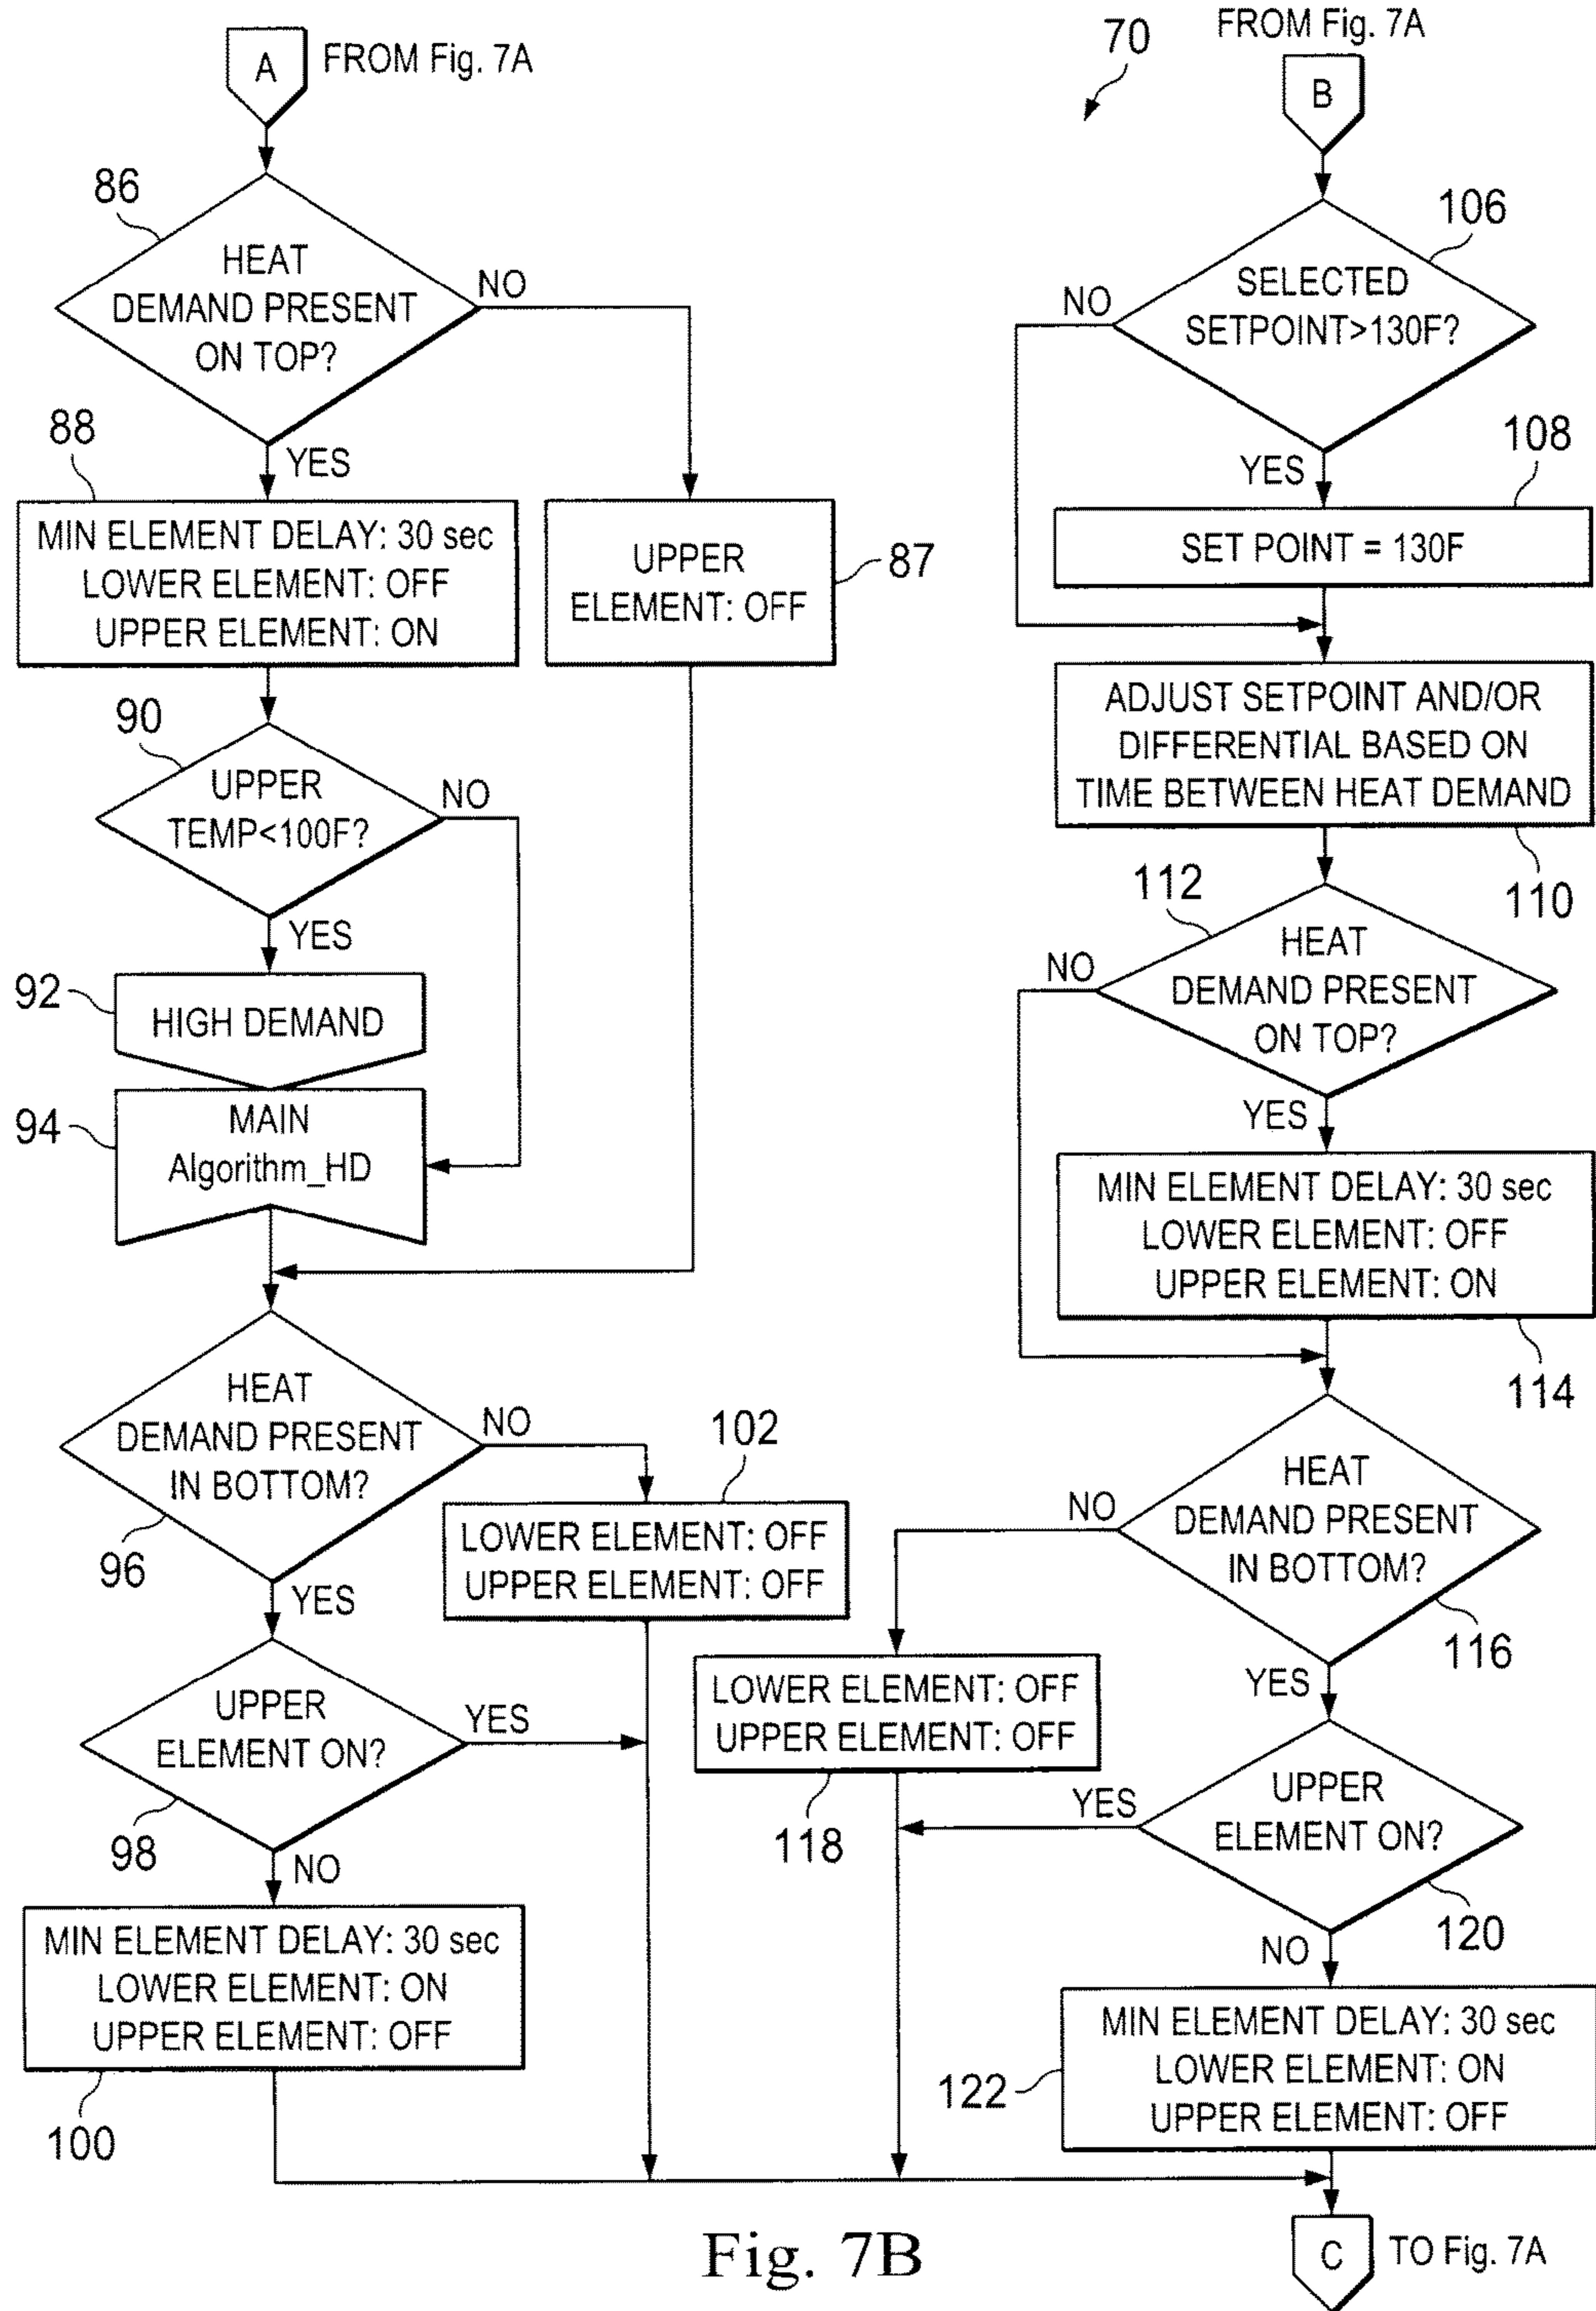 A
FROM Fig. 7A
86
HEAT
DEMAND PRESENT
ON TOP?
NO
YES
88
MIN ELEMENT DELAY: 30 sec
LOWER ELEMENT: OFF
UPPER ELEMENT: ON
UPPER
ELEMENT: OFF
87
90
UPPER
TEMP<100F?
NO
YES
92
HIGH DEMAND
94
MAIN
Algorithm_HD
HEAT
DEMAND PRESENT
IN BOTTOM?
96
NO
YES
102
LOWER ELEMENT: OFF
UPPER ELEMENT: OFF
UPPER
ELEMENT ON?
98
YES
NO
MIN ELEMENT DELAY: 30 sec
LOWER ELEMENT: ON
UPPER ELEMENT: OFF
100
70
FROM Fig. 7A
B
106
SELECTED
SETPOINT>130F?
NO
YES
108
SET POINT = 130F
ADJUST SETPOINT AND/OR
DIFFERENTIAL BASED ON
TIME BETWEEN HEAT DEMAND
110
112
HEAT
DEMAND PRESENT
ON TOP?
NO
YES
MIN ELEMENT DELAY: 30 sec
LOWER ELEMENT: OFF
UPPER ELEMENT: ON
114
HEAT
DEMAND PRESENT
IN BOTTOM?
116
NO
YES
LOWER ELEMENT: OFF
UPPER ELEMENT: OFF
118
UPPER
ELEMENT ON?
120
YES
NO
MIN ELEMENT DELAY: 30 sec
LOWER ELEMENT: ON
UPPER ELEMENT: OFF
122
C
TO Fig. 7A
Fig. 7B